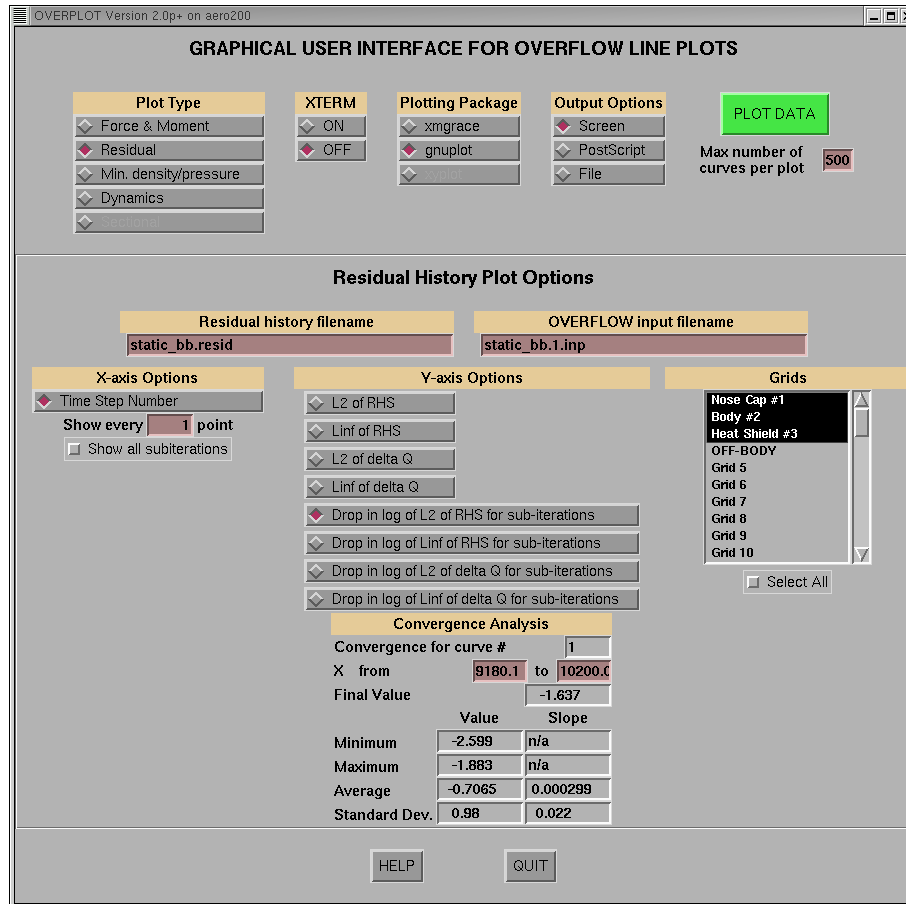 OVERPLOT Version 2.0p+ on aero200
GRAPHICAL USER INTERFACE FOR OVERFLOW LINE PLOTS
Plot Type
Force & Moment
Residual
Min. density/pressure
Dynamics
Sectional
XTERM
ON
OFF
Plotting Package
xmgrace
gnuplot
xyplot
Output Options
Screen
PostScript
File
PLOT DATA
Max number of
curves per plot 500
Residual History Plot Options
Residual history filename
static_bb.resid
OVERFLOW input filename
static_bb.1.inp
X-axis Options
Time Step Number
Show every 1 point
Show all subiterations
Y-axis Options
L2 of RHS
Linf of RHS
L2 of delta Q
Linf of delta Q
Drop in log of L2 of RHS for sub-iterations
Drop in log of Linf of RHS for sub-iterations
Drop in log of L2 of delta Q for sub-iterations
Drop in log of Linf of delta Q for sub-iterations
Grids
Nose Cap #1
Body #2
Heat Shield #3
OFF-BODY
Grid 5
Grid 6
Grid 7
Grid 8
Grid 9
Grid 10
Select All
Convergence Analysis
Convergence for curve # 1
X from 9180.1 to 10200.0
Final Value -1.637
Value Slope
Minimum -2.599 n/a
Maximum -1.883 n/a
Average -0.7065 0.000299
Standard Dev. 0.98 0.022
HELP QUIT